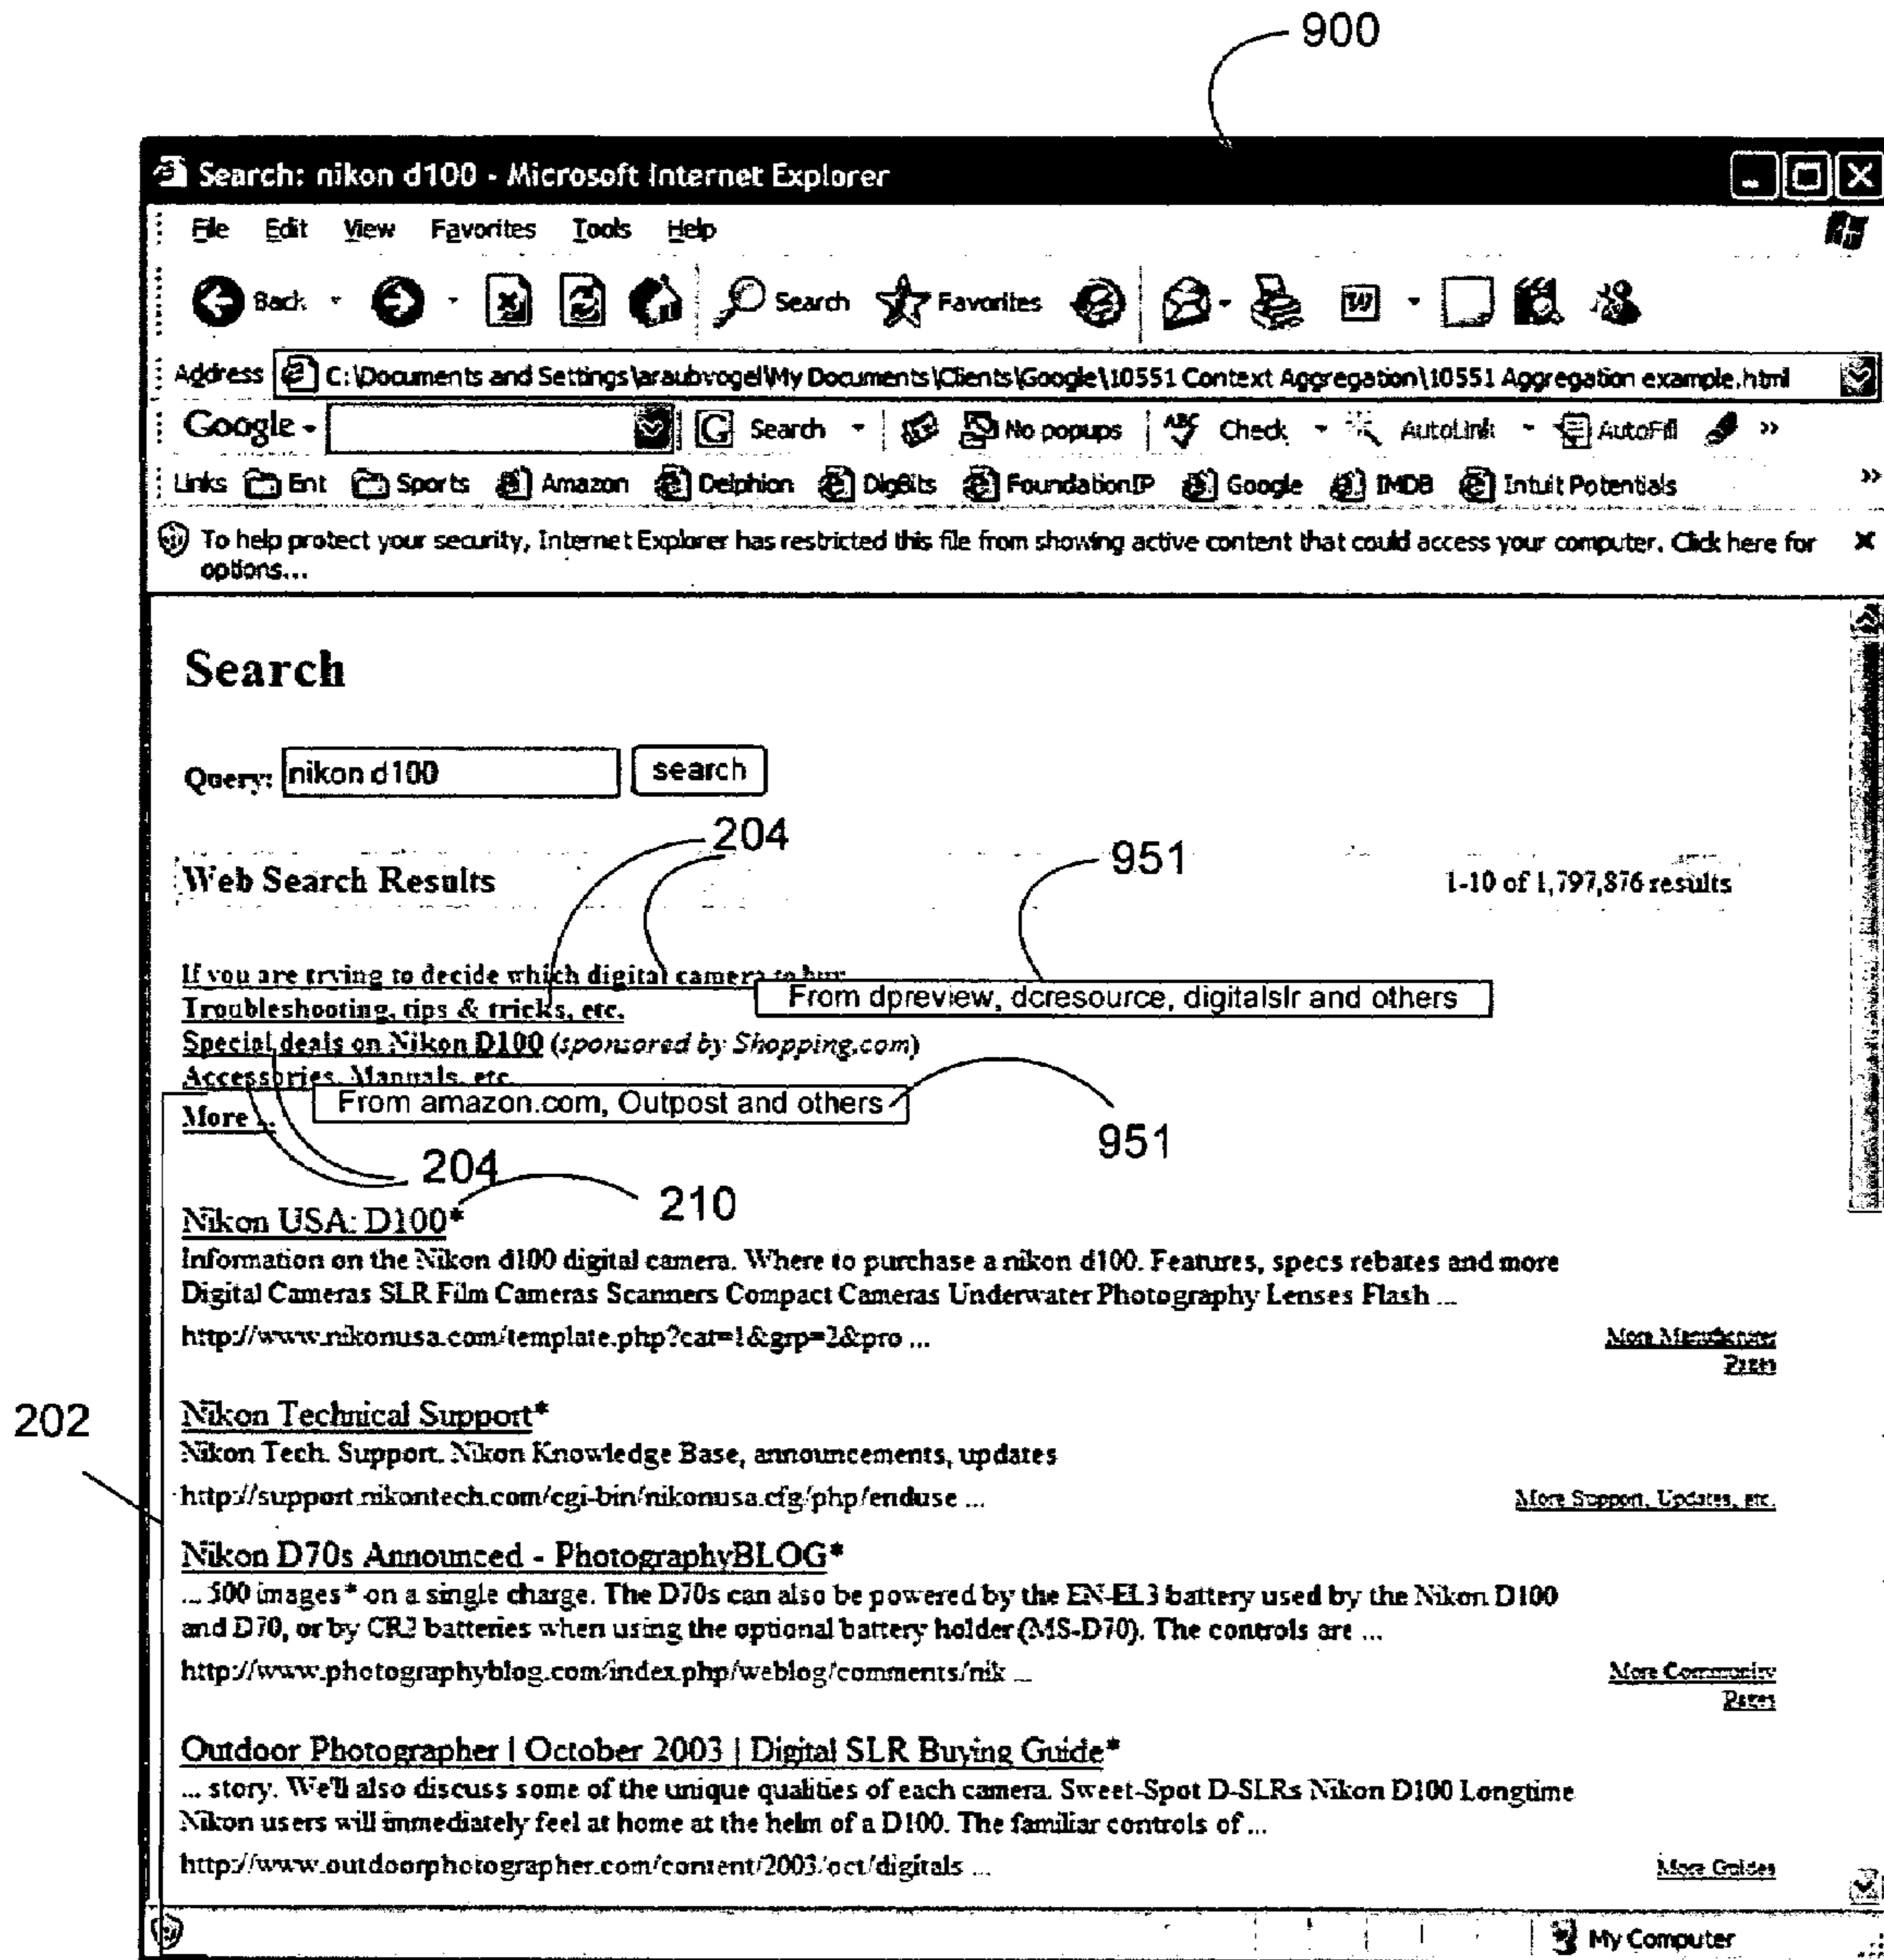 900
Search: nikon d100 - Microsoft Internet Explorer
File Edit View Favorites Tools Help
Back Search Favorites
Address C:\Documents and Settings\araubvogel\My Documents\Clients\Google\10551 Context Aggregation\10551 Aggregation example.html
Google Search No popups ABC Check AutoLink AutoFill »
Links Ent Sports Amazon Delphion DigBits FoundationIP Google IMDB Intuit Potentials »
To help protect your security, Internet Explorer has restricted this file from showing active content that could access your computer. Click here for
options...
Search
Query: nikon d100 search
204
951
Web Search Results 1-10 of 1,797,876 results
If you are trying to decide which digital camera to buy
From dpreview, dcresource, digitalslr and others
Troubleshooting, tips & tricks, etc.
Special deals on Nikon D100 (sponsored by Shopping.com)
Accessories, Manuals, etc.
From amazon.com, Outpost and others
More ...
951
204
210
Nikon USA: D100*
Information on the Nikon d100 digital camera. Where to purchase a nikon d100. Features, specs rebates and more
Digital Cameras SLR Film Cameras Scanners Compact Cameras Underwater Photography Lenses Flash ...
http://www.nikonusa.com/template.php?cat=1&grp=2&pro ... More Manufacturer
Pages
202
Nikon Technical Support*
Nikon Tech. Support. Nikon Knowledge Base, announcements, updates
http://support.nikontech.com/cgi-bin/nikonusa.cfg/php/enduse ... More Support, Updates, etc.
Nikon D70s Announced - PhotographyBLOG*
... 500 images* on a single charge. The D70s can also be powered by the EN-EL3 battery used by the Nikon D100
and D70, or by CR2 batteries when using the optional battery holder (MS-D70). The controls are ...
http://www.photographyblog.com/index.php/weblog/comments/nik ... More Community
Pages
Outdoor Photographer | October 2003 | Digital SLR Buying Guide*
... story. We'll also discuss some of the unique qualities of each camera. Sweet-Spot D-SLRs Nikon D100 Longtime
Nikon users will immediately feel at home at the helm of a D100. The familiar controls of ...
http://www.outdoorphotographer.com/content/2003/oct/digitals ... More Guides
My Computer